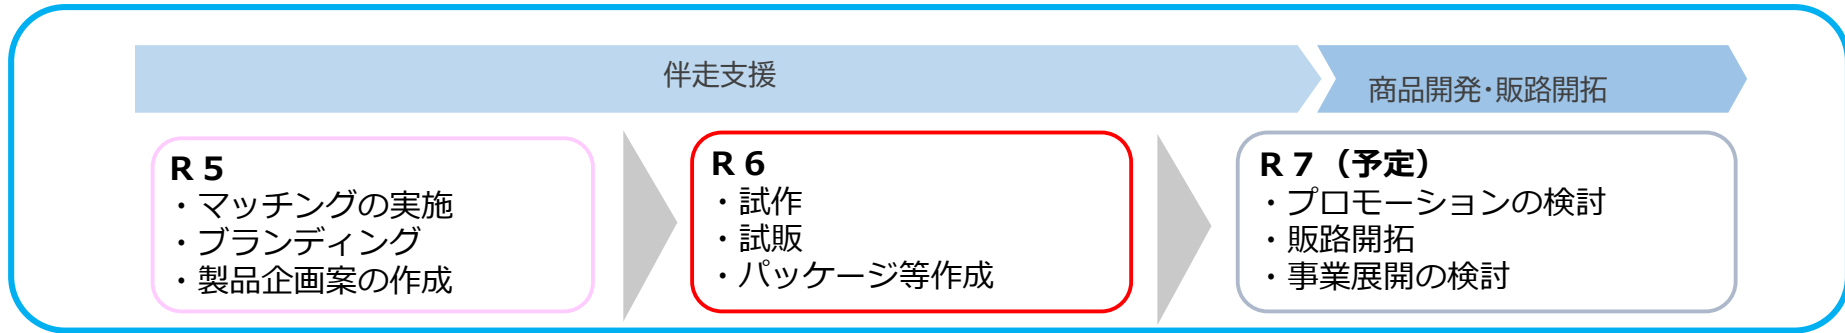 伴走支援
商品開発・販路開拓
R５
・マッチングの実施
・ブランディング
・製品企画案の作成
R６
・試作
・試販
・パッケージ等作成
R７（予定）
・プロモーションの検討
・販路開拓
・事業展開の検討